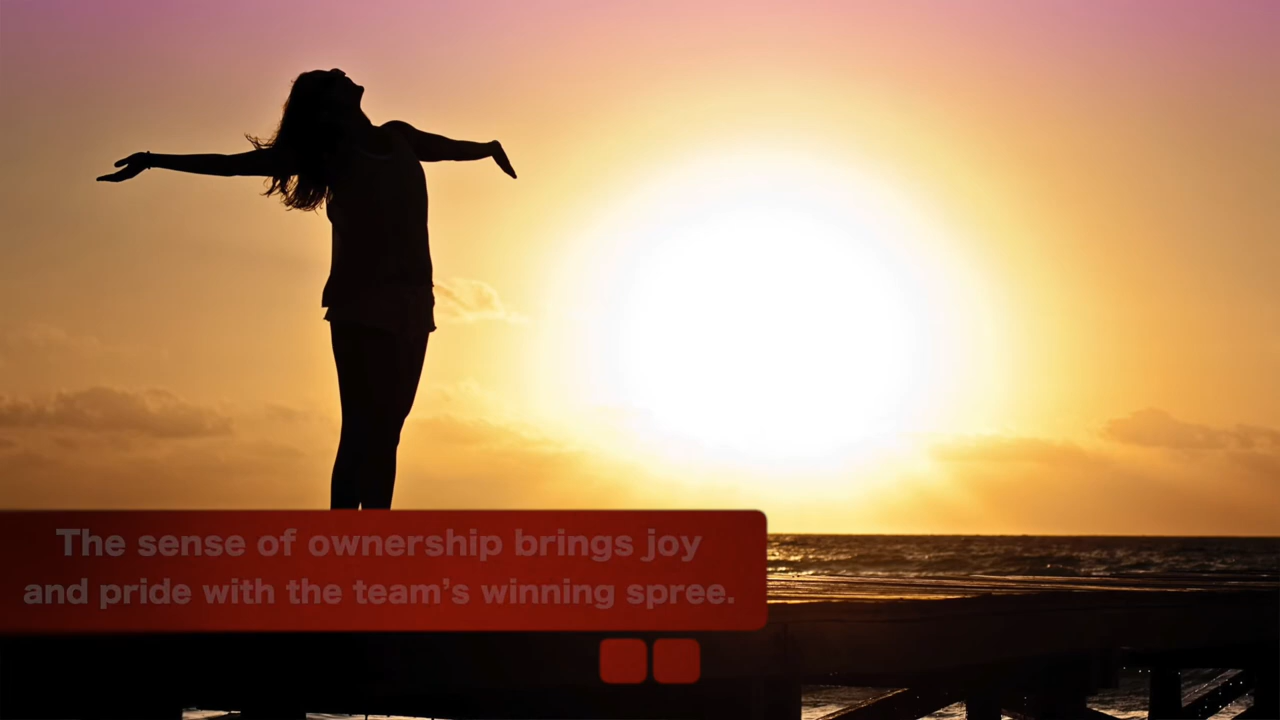 The sense of ownership brings joy
and pride with the team's winning spree.